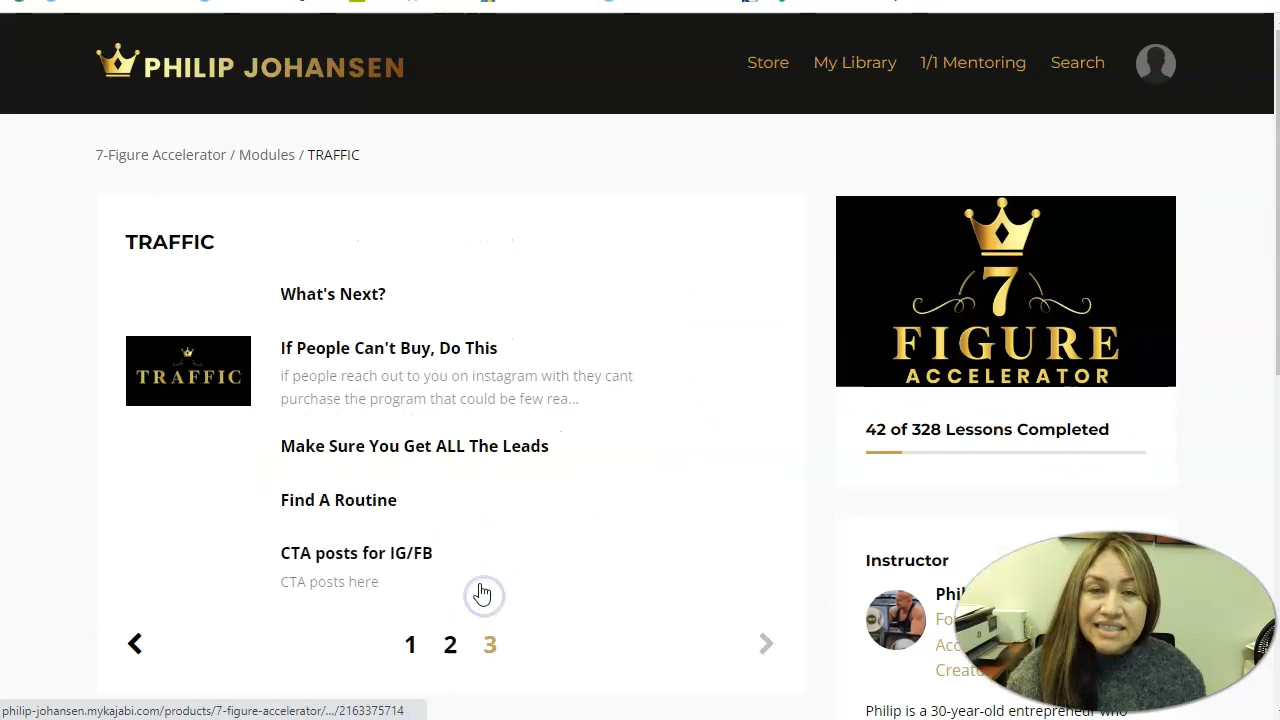 PHILIP JOHANSEN
Store
My Library
1/1 Mentoring
Search
7-Figure Accelerator / Modules / TRAFFIC
TRAFFIC
What's Next?
TRAFFIC
If People Can't Buy, Do This
if people reach out to you on instagram with they cant
purchase the program that could be few rea...
Make Sure You Get ALL The Leads
Find A Routine
CTA posts for IG/FB
CTA posts here
1 2 3
7
FIGURE
ACCELERATOR
42 of 328 Lessons Completed
Instructor
Philip is a 30-year-old entrepreneur who
philip-johansen.mykajabi.com/products/7-figure-accelerator/.../2163375714